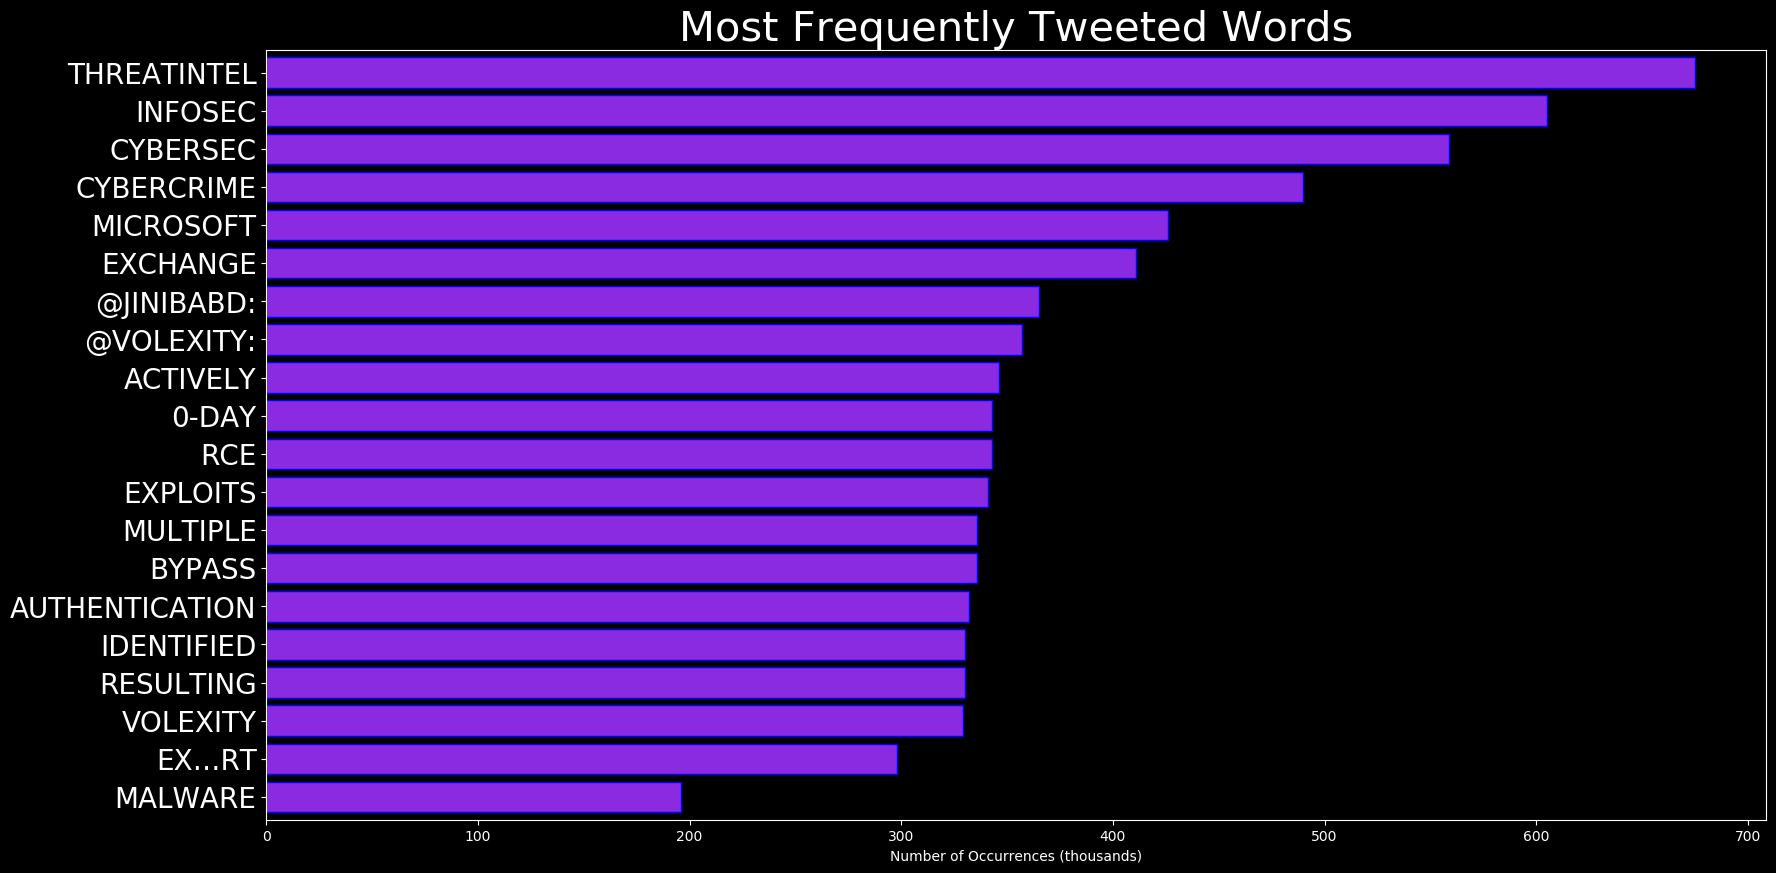 Most Frequently Tweeted Words
THREATINTEL
INFOSEC
CYBERSEC
CYBERCRIME
MICROSOFT
EXCHANGE
@JINIBABD:
@VOLEXITY:
ACTIVELY
0-DAY
RCE
EXPLOITS
MULTIPLE
BYPASS
AUTHENTICATION
IDENTIFIED
RESULTING
VOLEXITY
EX…RT
MALWARE
0 100 200 300 400 500 600 700
Number of Occurrences (thousands)